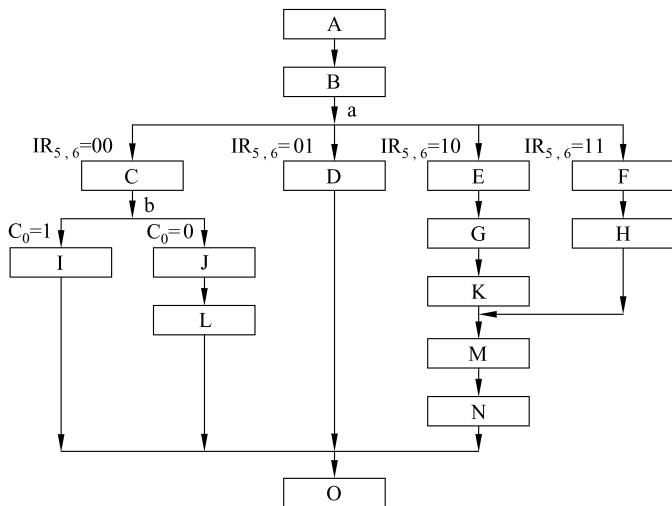 A
B
a
IR₅,₆=00
IR₅,₆=01
IR₅,₆=10
IR₅,₆=11
C
D
E
F
b
C₀=1
C₀=0
G
H
I
J
K
L
M
N
O